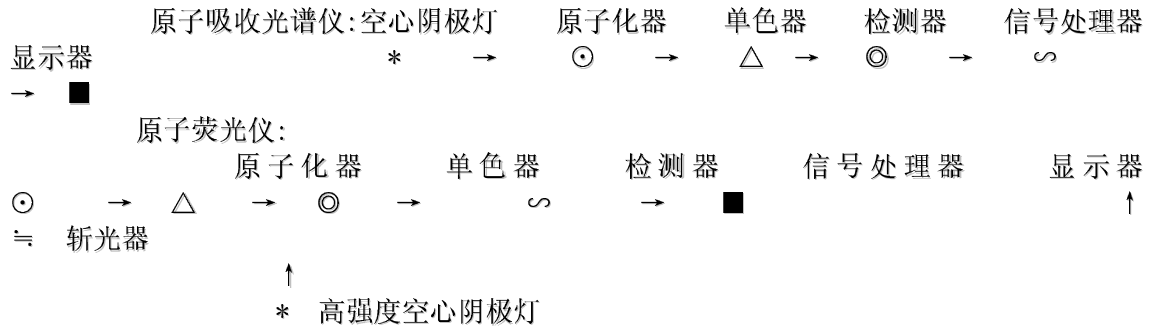 原子吸收光谱仪:空心阴极灯 原子化器 单色器 检测器 信号处理器
显示器 * → ⊙ → △ → ◎ → ∽
→ ■
原子荧光仪:
原子化器 单色器 检测器 信号处理器 显示器
⊙ → △ → ◎ → ∽ → ■ ↑
≒ 斩光器
↑
* 高强度空心阴极灯